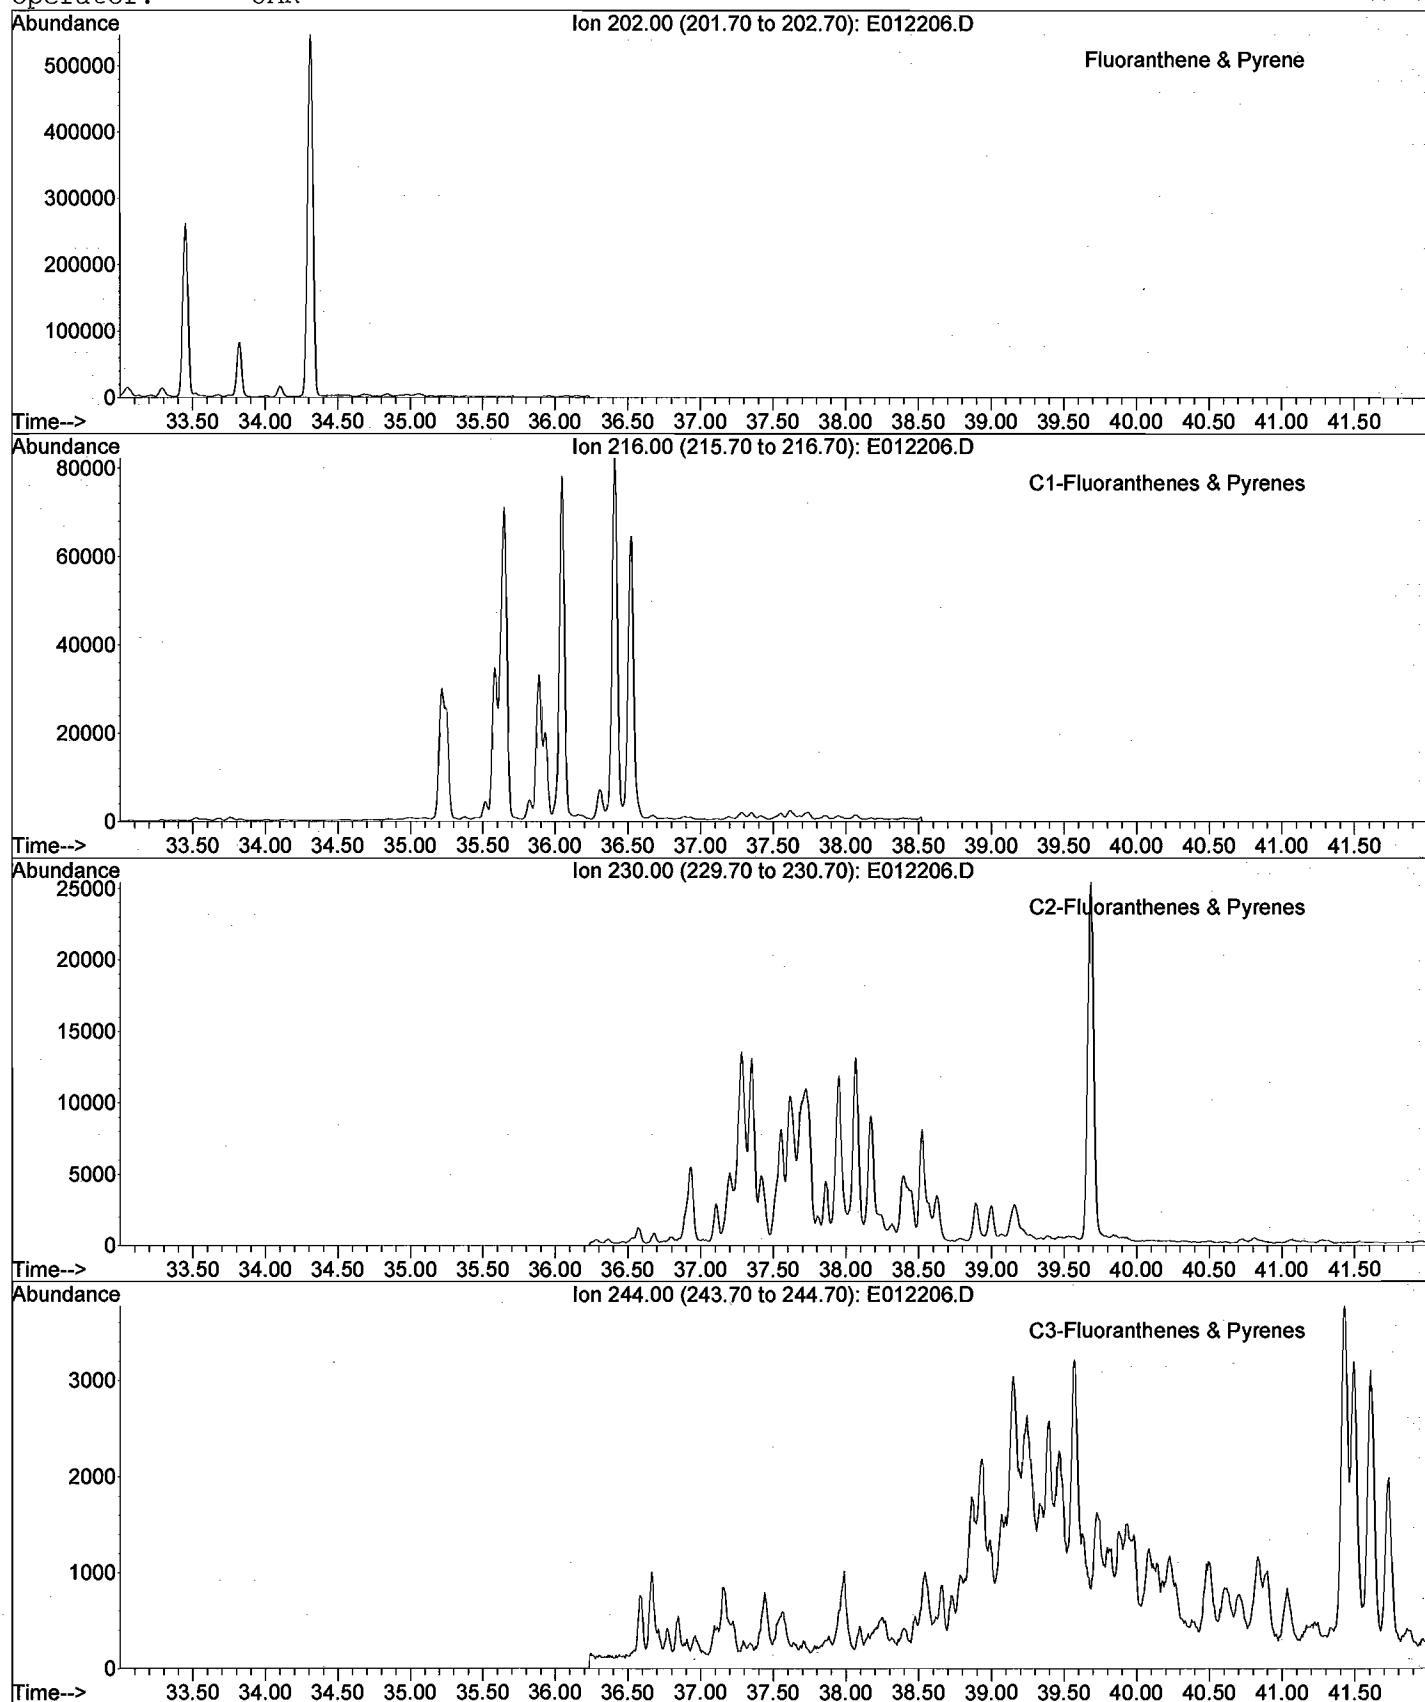 Abundance Ion 202.00 (201.70 to 202.70): E012206.D
Fluoranthene & Pyrene
500000
400000
300000
200000
100000
0
Time--> 33.50 34.00 34.50 35.00 35.50 36.00 36.50 37.00 37.50 38.00 38.50 39.00 39.50 40.00 40.50 41.00 41.50
Abundance Ion 216.00 (215.70 to 216.70): E012206.D
80000
C1-Fluoranthenes & Pyrenes
60000
40000
20000
0
Time--> 33.50 34.00 34.50 35.00 35.50 36.00 36.50 37.00 37.50 38.00 38.50 39.00 39.50 40.00 40.50 41.00 41.50
Abundance Ion 230.00 (229.70 to 230.70): E012206.D
25000
C2-Fluoranthenes & Pyrenes
20000
15000
10000
5000
0
Time--> 33.50 34.00 34.50 35.00 35.50 36.00 36.50 37.00 37.50 38.00 38.50 39.00 39.50 40.00 40.50 41.00 41.50
Abundance Ion 244.00 (243.70 to 244.70): E012206.D
C3-Fluoranthenes & Pyrenes
3000
2000
1000
0
Time--> 33.50 34.00 34.50 35.00 35.50 36.00 36.50 37.00 37.50 38.00 38.50 39.00 39.50 40.00 40.50 41.00 41.50